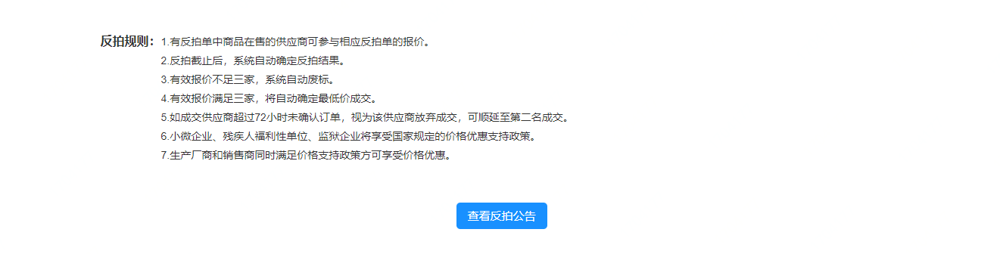 反拍规则：1.有反拍单中商品在售的供应商可参与相应反拍单的报价。
2.反拍截止后，系统自动确定反拍结果。
3.有效报价不足三家，系统自动废标。
4.有效报价满足三家，将自动确定最低价成交。
5.如成交供应商超过72小时未确认订单，视为该供应商放弃成交，可顺延至第二名成交。
6.小微企业、残疾人福利性单位、监狱企业将享受国家规定的价格优惠支持政策。
7.生产厂商和销售商同时满足价格支持政策方可享受价格优惠。
查看反拍公告